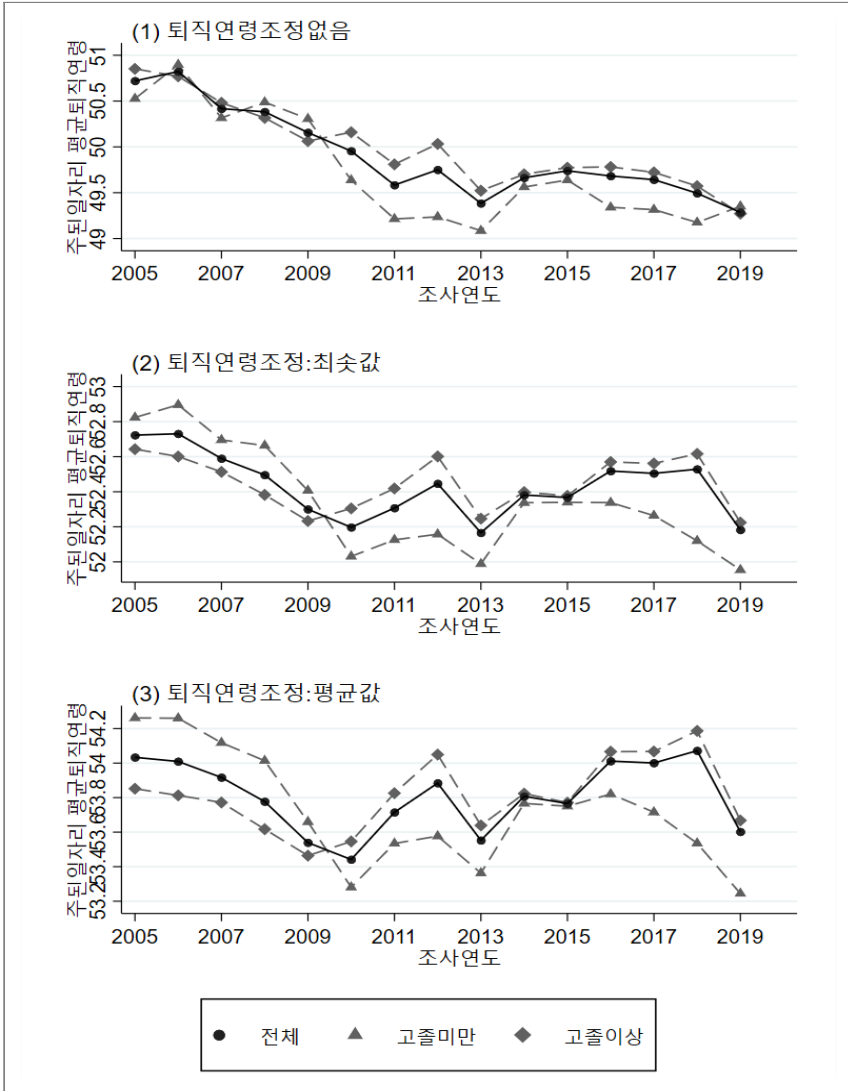 (1) 퇴직연령조정없음
주된일자리 평균퇴직연령
51
50.5
50
49.5
49
2005 2007 2009 2011 2013 2015 2017 2019
조사연도
(2) 퇴직연령조정:최솟값
주된일자리 평균퇴직연령
53
52.8
52.6
52.4
52.2
52
2005 2007 2009 2011 2013 2015 2017 2019
조사연도
(3) 퇴직연령조정:평균값
주된일자리 평균퇴직연령
54.2
54
53.8
53.6
53.4
53.2
2005 2007 2009 2011 2013 2015 2017 2019
조사연도
전체 고졸미만 고졸이상